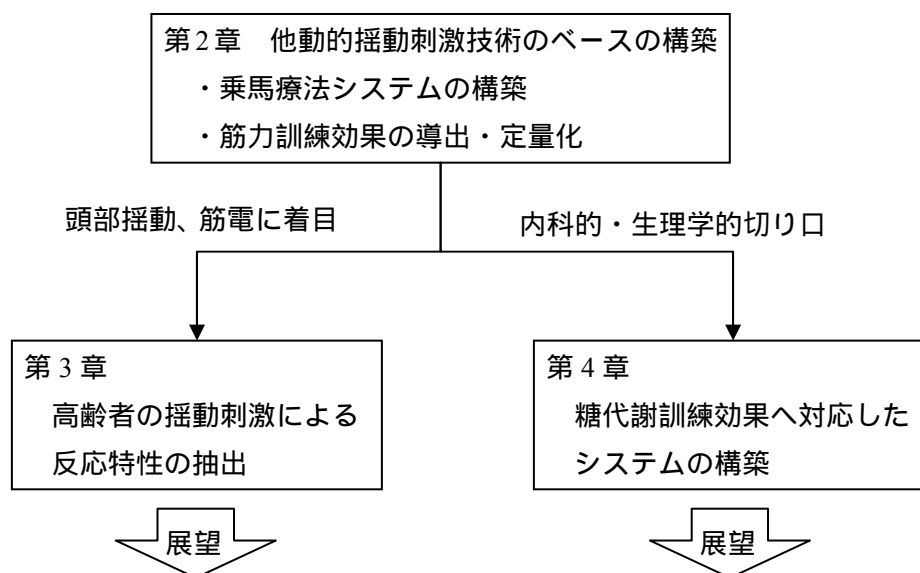 第2章　他動的揺動刺激技術のベースの構築
・乗馬療法システムの構築
・筋力訓練効果の導出・定量化
頭部揺動、筋電に着目
内科的・生理学的切り口
第 3 章
高齢者の揺動刺激による
反応特性の抽出
第 4 章
糖代謝訓練効果へ対応した
システムの構築
展望
展望